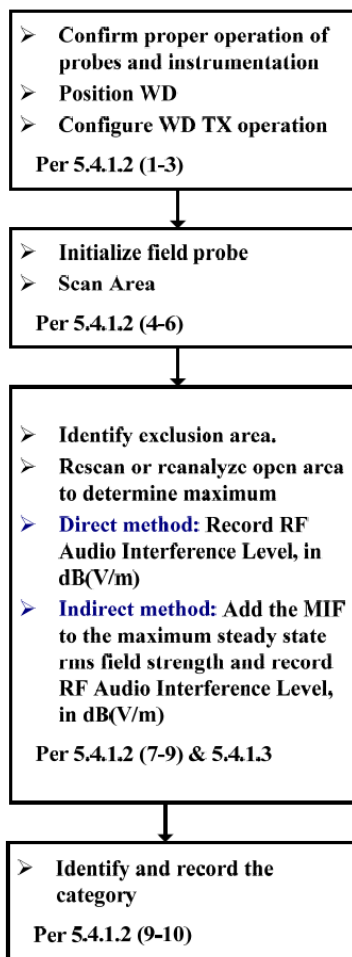 ➢ Confirm proper operation of
probes and instrumentation
➢ Position WD
➢ Configure WD TX operation
Per 5.4.1.2 (1-3)
➢ Initialize field probe
➢ Scan Area
Per 5.4.1.2 (4-6)
➢ Identify exclusion area.
➢ Rescan or reanalyze open area
to determine maximum
➢ Direct method: Record RF
Audio Interference Level, in
dB(V/m)
➢ Indirect method: Add the MIF
to the maximum steady state
rms field strength and record
RF Audio Interference Level,
in dB(V/m)
Per 5.4.1.2 (7-9) & 5.4.1.3
➢ Identify and record the
category
Per 5.4.1.2 (9-10)